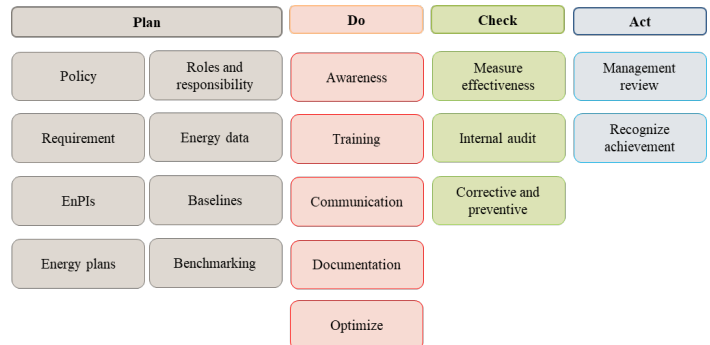 Plan
Do
Check
Act
Policy
Roles and
responsibility
Awareness
Measure
effectiveness
Management
review
Requirement
Energy data
Training
Internal audit
Recognize
achievement
EnPIs
Baselines
Communication
Corrective and
preventive
Energy plans
Benchmarking
Documentation
Optimize